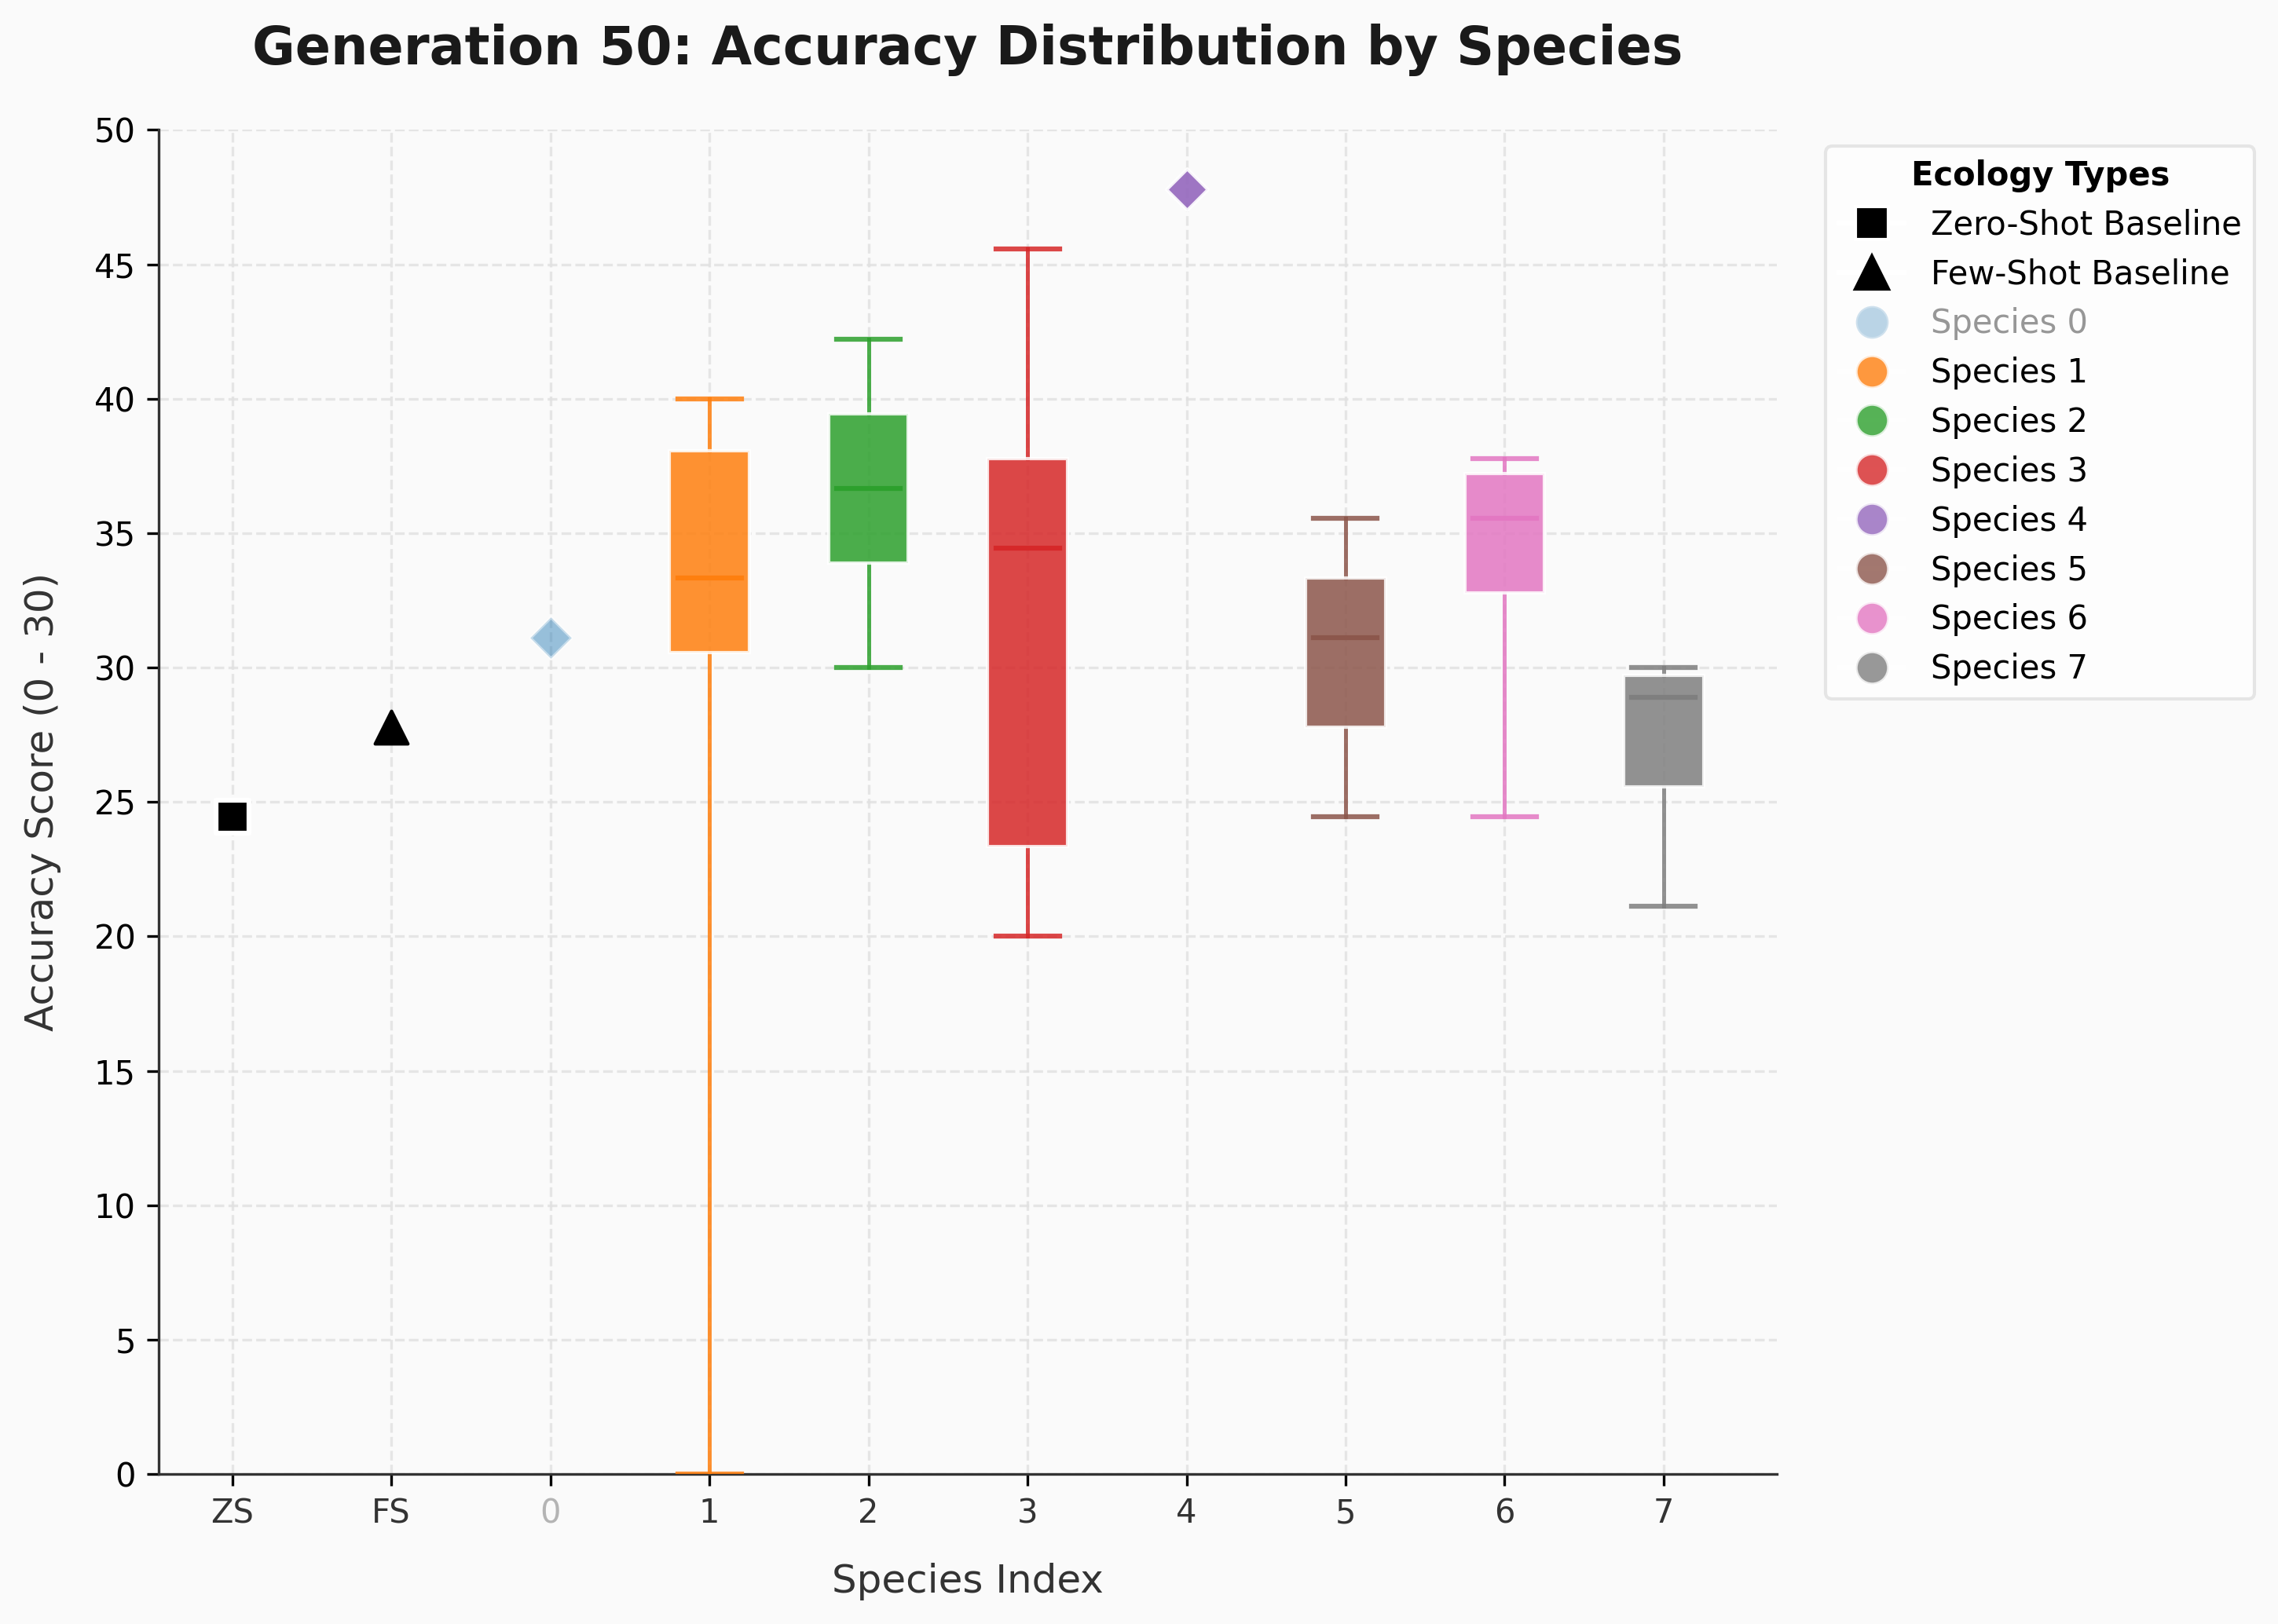 Generation 50: Accuracy Distribution by Species
Accuracy Score (0 - 30)
50
45
40
35
30
25
20
15
10
5
0
ZS FS 0 1 2 3 4 5 6 7
Species Index
Ecology Types
Zero-Shot Baseline
Few-Shot Baseline
Species 0
Species 1
Species 2
Species 3
Species 4
Species 5
Species 6
Species 7